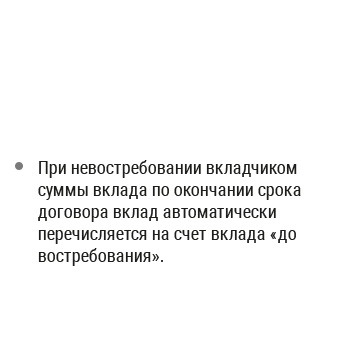 При невостребовании вкладчиком
суммы вклада по окончании срока
договора вклад автоматически
перечисляется на счет вклада «до
востребования».